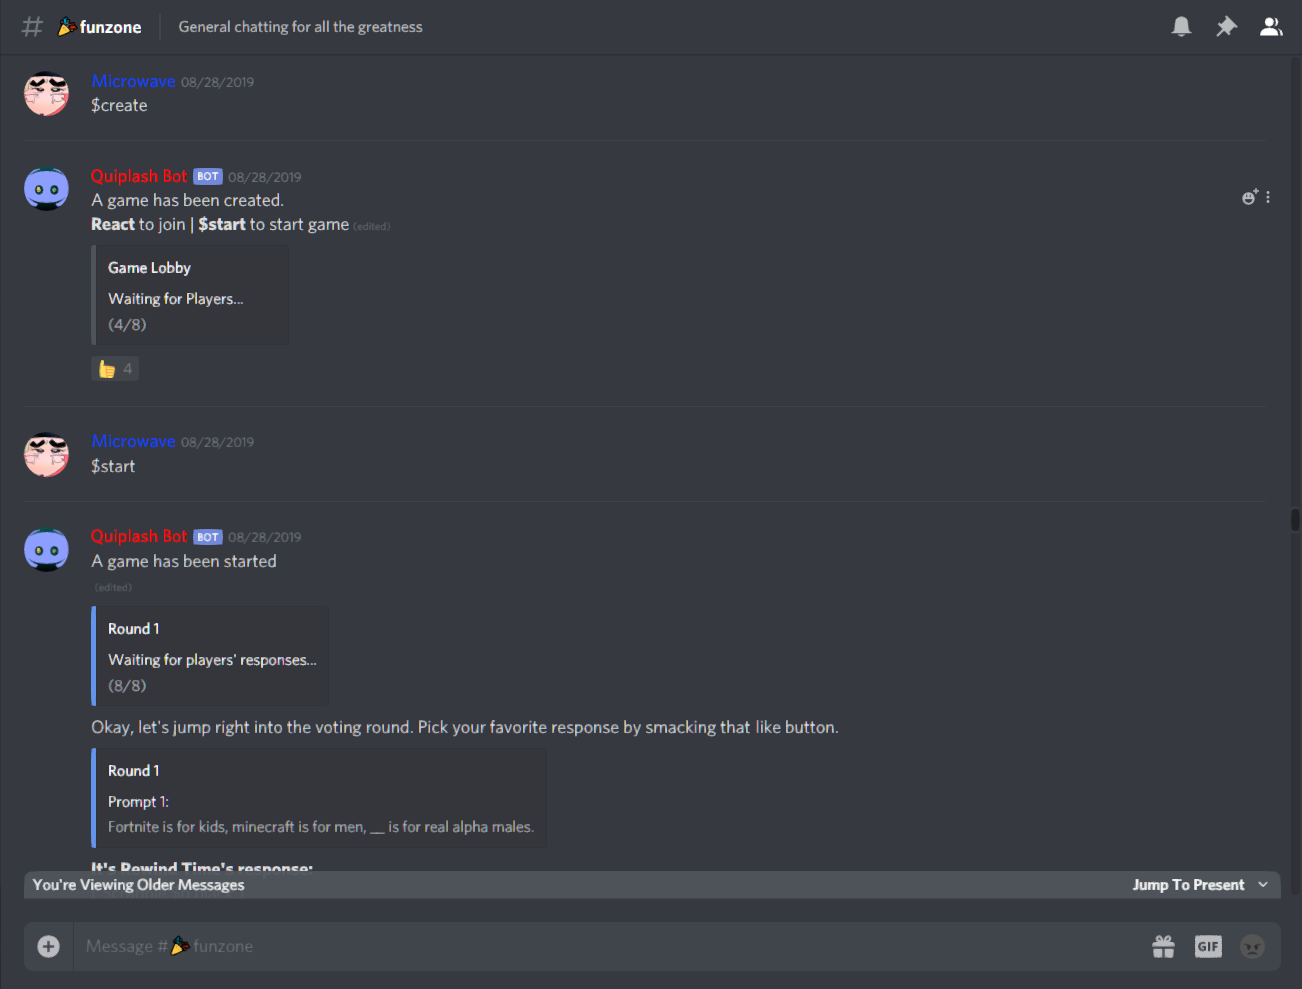 # funzone General chatting for all the greatness
Microwave 08/28/2019
$create
Quiplash Bot BOT 08/28/2019
A game has been created.
React to join | $start to start game (edited)
Game Lobby
Waiting for Players...
(4/8)
4
Microwave 08/28/2019
$start
Quiplash Bot BOT 08/28/2019
A game has been started
(edited)
Round 1
Waiting for players' responses...
(8/8)
Okay, let's jump right into the voting round. Pick your favorite response by smacking that like button.
Round 1
Prompt 1:
Fortnite is for kids, minecraft is for men, __ is for real alpha males.
It's Rewind Time's response:
You're Viewing Older Messages Jump To Present
Message # funzone GIF